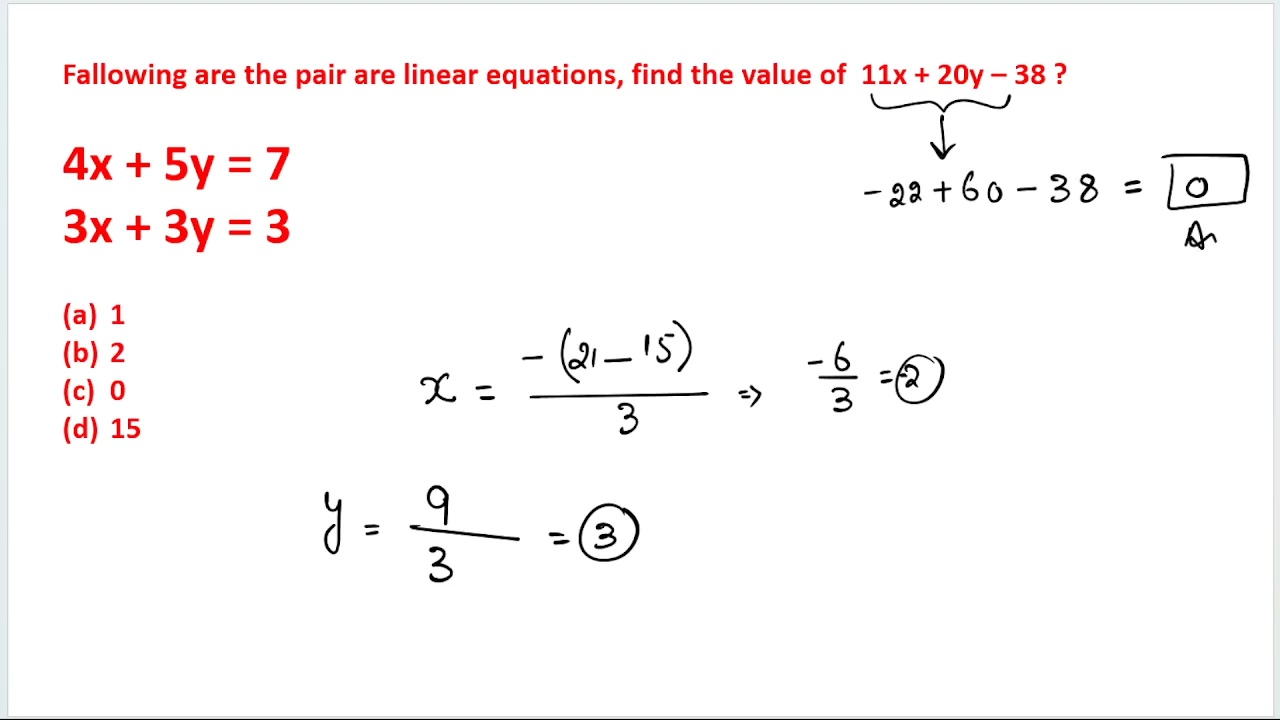 Fallowing are the pair are linear equations, find the value of 11x + 20y – 38 ?
4x + 5y = 7
3x + 3y = 3
-22 + 60 - 38 = 0
An
(a) 1
(b) 2
(c) 0
(d) 15
x = -(21 - 15) / 3 => -6/3 = -2
y = 9/3 = 3